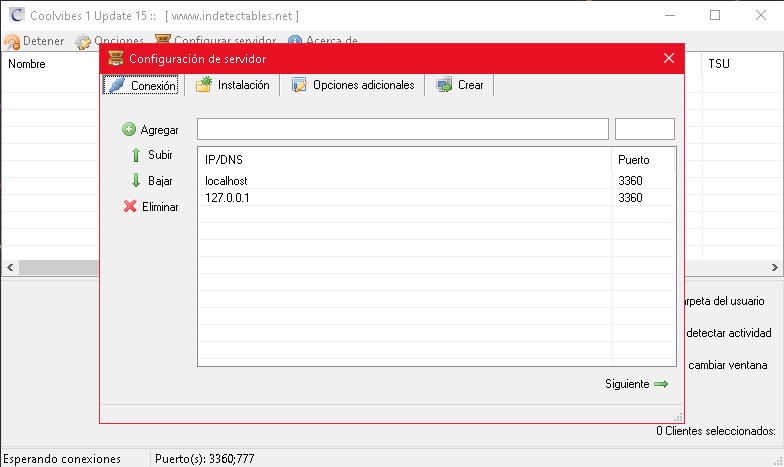 Coolvibes 1 Update 15 :: [ www.indetectables.net ]
Detener Opciones Configurar servidor Acerca de
Nombre TSU
Configuración de servidor
Conexión Instalación Opciones adicionales Crear
Agregar
Subir
Bajar
Eliminar
IP/DNS Puerto
localhost 3360
127.0.0.1 3360
Siguiente
del usuario
detectar actividad
cambiar ventana
0 Clientes seleccionados:
Esperando conexiones Puerto(s): 3360;777